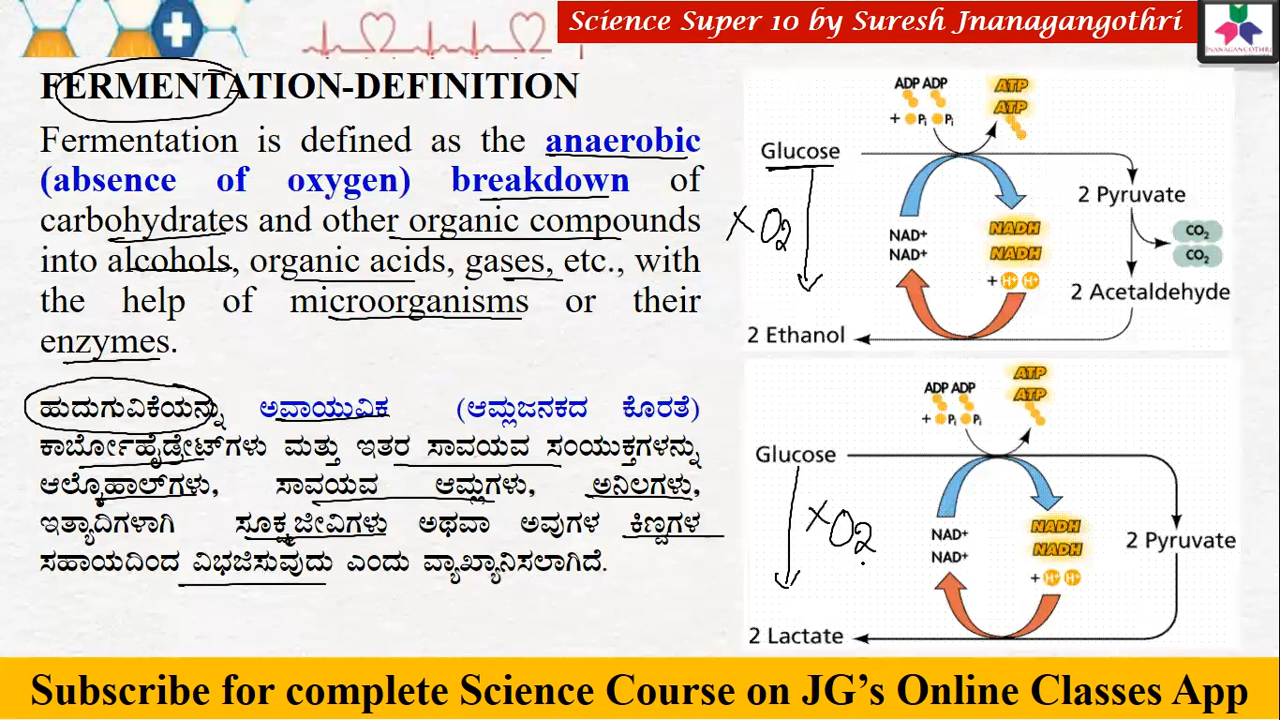 Science Super 10 by Suresh Jnanagangothri
JNANAGANGOTHRI
FERMENTATION-DEFINITION
Fermentation is defined as the anaerobic
(absence of oxygen) breakdown of
carbohydrates and other organic compounds
into alcohols, organic acids, gases, etc., with
the help of microorganisms or their
enzymes.
ಹುದುಗುವಿಕೆಯನ್ನು ಅವಾಯುವಿಕ (ಆಮ್ಲಜನಕದ ಕೊರತೆ)
ಕಾರ್ಬೋಹೈಡ್ರೇಟ್‌ಗಳು ಮತ್ತು ಇತರ ಸಾವಯವ ಸಂಯುಕ್ತಗಳನ್ನು
ಆಲ್ಕೊಹಾಲ್‌ಗಳು, ಸಾವಯವ ಆಮ್ಲಗಳು, ಅನಿಲಗಳು,
ಇತ್ಯಾದಿಗಳಾಗಿ ಸೂಕ್ಷ್ಮಜೀವಿಗಳು ಅಥವಾ ಅವುಗಳ ಕಿಣ್ವಗಳ
ಸಹಾಯದಿಂದ ವಿಭಜಿಸುವುದು ಎಂದು ವ್ಯಾಖ್ಯಾನಿಸಲಾಗಿದೆ.
ADP ADP
ATP
ATP
+ Pi Pi
Glucose
2 Pyruvate
×O2
NAD+
NAD+
NADH
NADH
+ H+ H+
CO2
CO2
2 Acetaldehyde
2 Ethanol
ADP ADP
ATP
ATP
+ Pi Pi
Glucose
×O2
NAD+
NAD+
NADH
NADH
+ H+ H+
2 Pyruvate
2 Lactate
Subscribe for complete Science Course on JG's Online Classes App